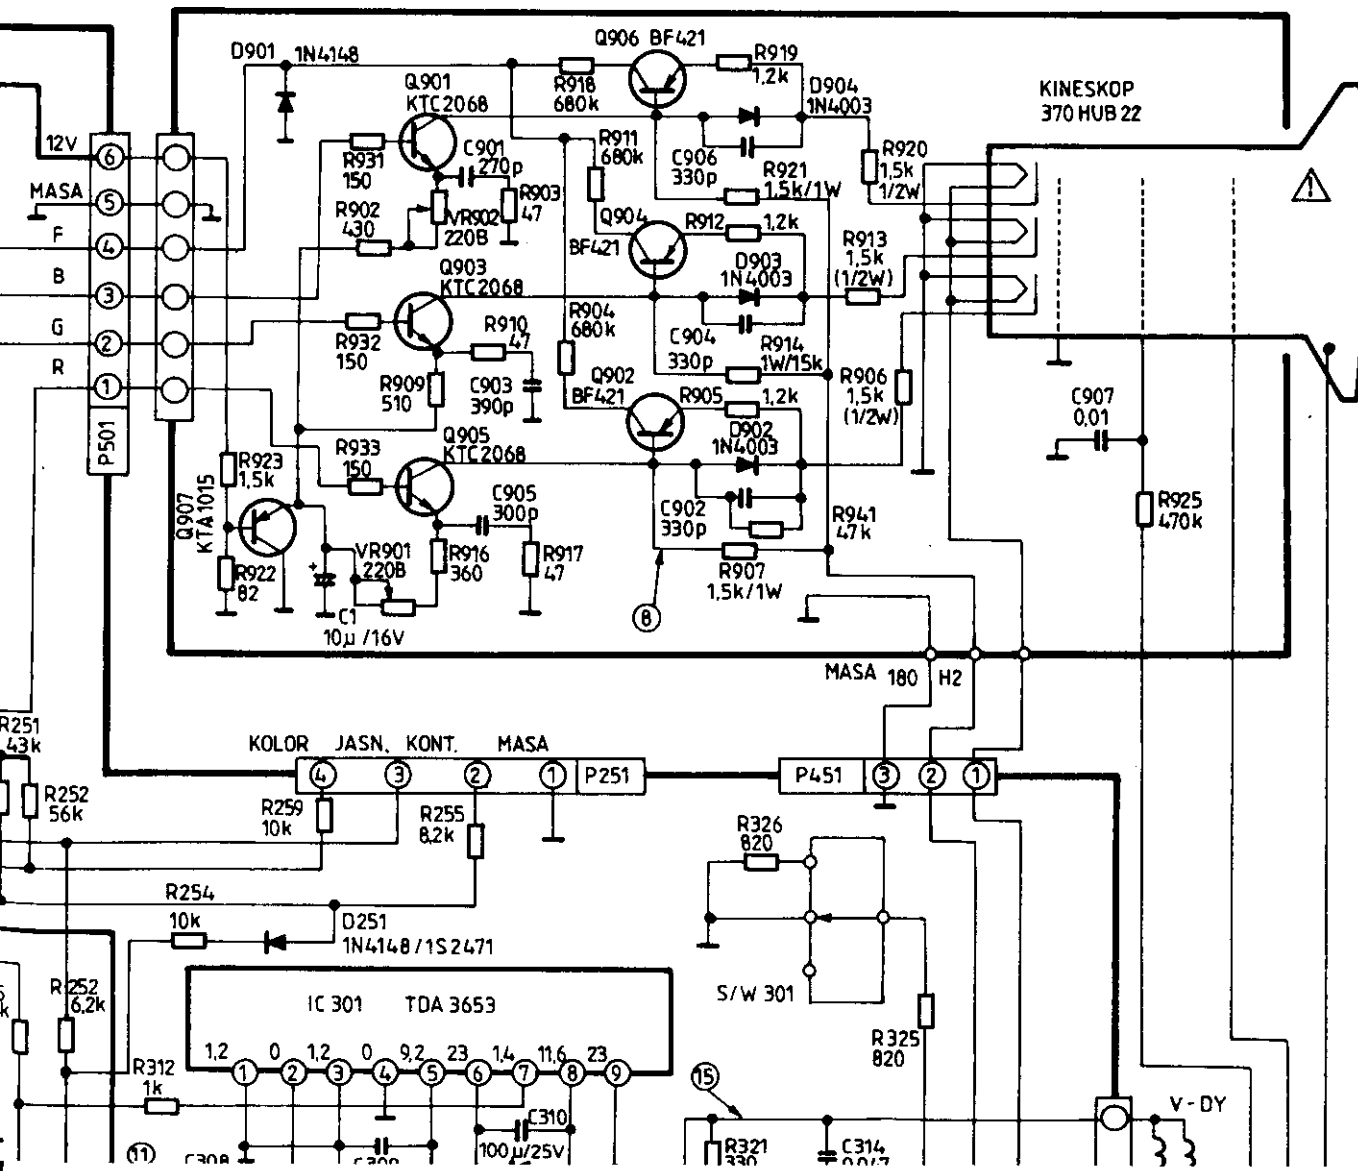 D901 1N4148
Q906 BF421
R919
1,2k
R918
680k
D904
1N4003
Q901
KTC2068
KINESKOP
370 HUB 22
12V
6
MASA
5
F
4
B
3
G
2
R
1
P501
R931
150
C901
270p
R903
47
R902
430
VR902
220B
R911
680k
C906
330p
R921
1,5k/1W
R920
1,5k
1/2W
Q904
BF421
R912
1,2k
R913
1,5k
(1/2W)
D903
1N4003
Q903
KTC2068
R932
150
R910
47
R904
680k
C904
330p
R914
1W/15k
R909
510
C903
390p
Q902
BF421
R905
1,2k
R906
1,5k
(1/2W)
C907
0,01
D902
1N4003
Q905
KTC2068
R933
150
R923
1,5k
Q907
KTA1015
C905
300p
C902
330p
R941
47k
R925
470k
R922
82
VR901
220B
R916
360
R917
47
R907
1,5k/1W
+
C1
10µ/16V
8
MASA 180 H2
R251
43k
KOLOR JASN. KONT. MASA
4
3
2
1
P251
P451
3
2
1
R252
56k
R259
10k
R255
8,2k
R326
820
R254
10k
D251
1N4148/1S2471
S/W 301
R252
6,2k
IC 301 TDA 3653
R325
820
1,2 0 1,2 0 9,2 23 1,4 11,6 23
1 2 3 4 5 6 7 8 9
R312
1k
15
V-DY
C310
100µ/25V
11
C308
C309
R321
330
C314
0,047